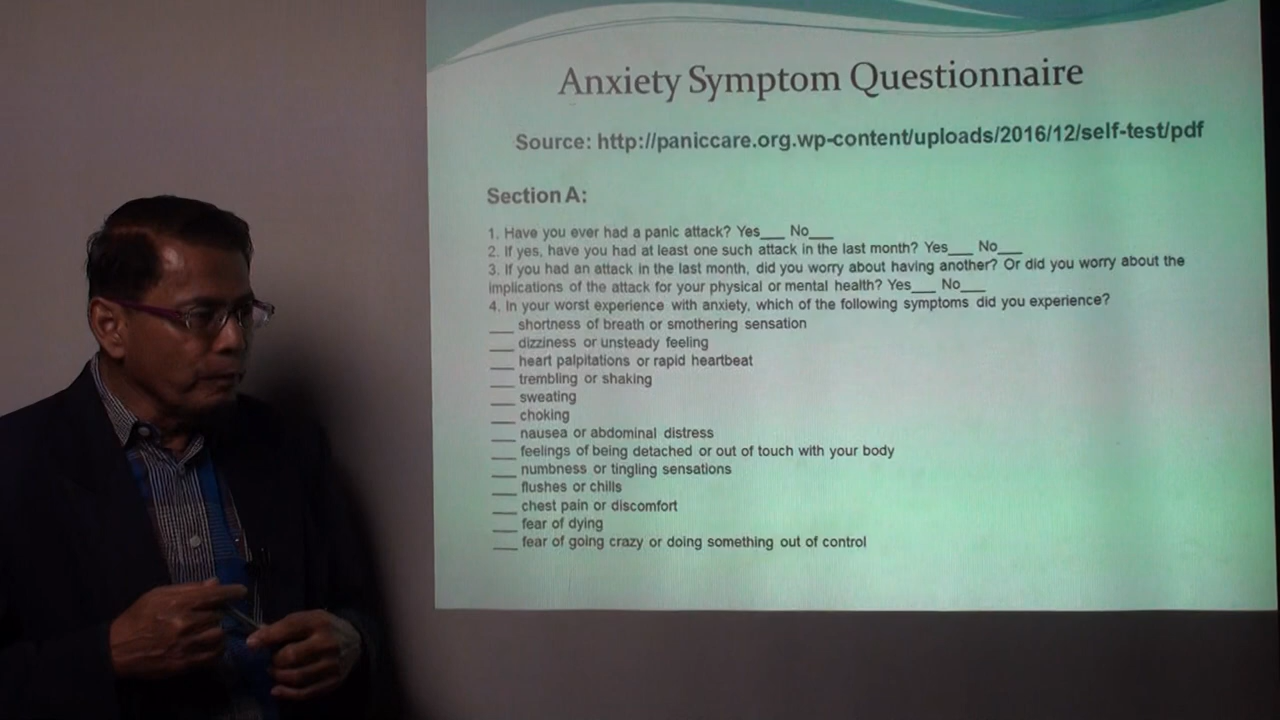 Anxiety Symptom Questionnaire
Source: http://paniccare.org.wp-content/uploads/2016/12/self-test/pdf
Section A:
1. Have you ever had a panic attack? Yes___ No___
2. If yes, have you had at least one such attack in the last month? Yes___ No___
3. If you had an attack in the last month, did you worry about having another? Or did you worry about the
implications of the attack for your physical or mental health? Yes___ No___
4. In your worst experience with anxiety, which of the following symptoms did you experience?
___ shortness of breath or smothering sensation
___ dizziness or unsteady feeling
___ heart palpitations or rapid heartbeat
___ trembling or shaking
___ sweating
___ choking
___ nausea or abdominal distress
___ feelings of being detached or out of touch with your body
___ numbness or tingling sensations
___ flushes or chills
___ chest pain or discomfort
___ fear of dying
___ fear of going crazy or doing something out of control